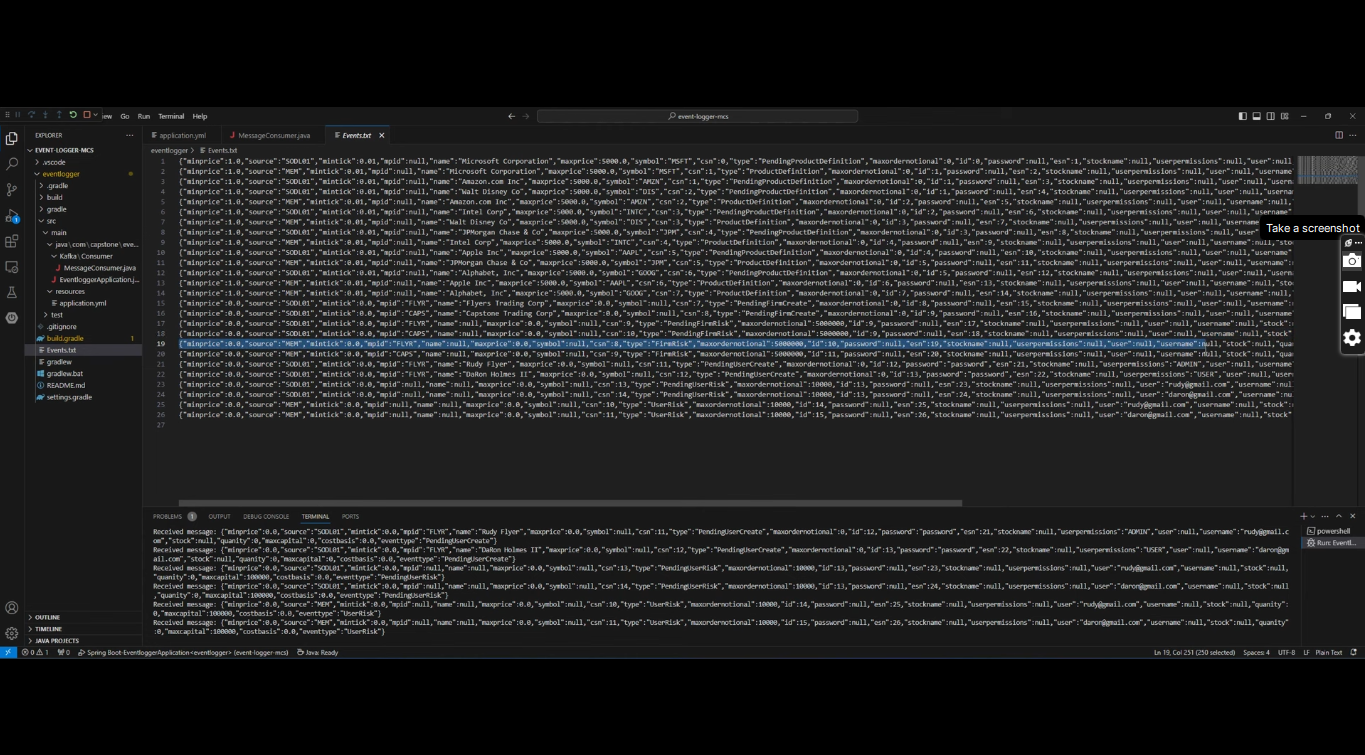 ew Go Run Terminal Help
event-logger-mcs
EXPLORER
EVENT-LOGGER-MCS
.vscode
eventlogger
.gradle
build
gradle
src
main
java\com\capstone\eve...
Kafka\Consumer
MessageConsumer.java
EventloggerApplication.j...
resources
application.yml
test
.gitignore
build.gradle 1
Events.txt
gradlew
gradlew.bat
README.md
settings.gradle
OUTLINE
TIMELINE
JAVA PROJECTS
application.yml MessageConsumer.java Events.txt
eventlogger > Events.txt
1 {"minprice":1.0,"source":"SODL01","mintick":0.01,"mpid":null,"name":"Microsoft Corporation","maxprice":5000.0,"symbol":"MSFT","csn":0,"type":"PendingProductDefinition","maxordernotional":0,"id":0,"password":null,"esn":1,"stockname":null,"userpermissions":null,"user":null
2 {"minprice":1.0,"source":"MEM","mintick":0.01,"mpid":null,"name":"Microsoft Corporation","maxprice":5000.0,"symbol":"MSFT","csn":1,"type":"ProductDefinition","maxordernotional":0,"id":1,"password":null,"esn":2,"stockname":null,"userpermissions":null,"user":null,"username
3 {"minprice":1.0,"source":"SODL01","mintick":0.01,"mpid":null,"name":"Amazon.com Inc","maxprice":5000.0,"symbol":"AMZN","csn":1,"type":"PendingProductDefinition","maxordernotional":0,"id":1,"password":null,"esn":3,"stockname":null,"userpermissions":null,"user":null
4 {"minprice":1.0,"source":"SODL01","mintick":0.01,"mpid":null,"name":"Walt Disney Co","maxprice":5000.0,"symbol":"DIS","csn":2,"type":"PendingProductDefinition","maxordernotional":0,"id":1,"password":null,"esn":4,"stockname":null,"userpermissions":null,"user":null
5 {"minprice":1.0,"source":"MEM","mintick":0.01,"mpid":null,"name":"Amazon.com Inc","maxprice":5000.0,"symbol":"AMZN","csn":2,"type":"ProductDefinition","maxordernotional":0,"id":2,"password":null,"esn":5,"stockname":null,"userpermissions":null,"user":null,"username
6 {"minprice":1.0,"source":"SODL01","mintick":0.01,"mpid":null,"name":"Intel Corp","maxprice":5000.0,"symbol":"INTC","csn":3,"type":"PendingProductDefinition","maxordernotional":0,"id":2,"password":null,"esn":6,"stockname":null,"userpermissions":null,"user":null
7 {"minprice":1.0,"source":"MEM","mintick":0.01,"mpid":null,"name":"Walt Disney Co","maxprice":5000.0,"symbol":"DIS","csn":3,"type":"ProductDefinition","maxordernotional":0,"id":3,"password":null,"esn":7,"stockname":null,"userpermissions":null,"user":null
8 {"minprice":1.0,"source":"SODL01","mintick":0.01,"mpid":null,"name":"JPMorgan Chase & Co","maxprice":5000.0,"symbol":"JPM","csn":4,"type":"PendingProductDefinition","maxordernotional":0,"id":3,"password":null,"esn":8,"stockname":null,"userpermissions":null
9 {"minprice":1.0,"source":"MEM","mintick":0.01,"mpid":null,"name":"Intel Corp","maxprice":5000.0,"symbol":"INTC","csn":4,"type":"ProductDefinition","maxordernotional":0,"id":4,"password":null,"esn":9,"stockname":null,"userpermissions":null,"user":null
10 {"minprice":1.0,"source":"SODL01","mintick":0.01,"mpid":null,"name":"Apple Inc","maxprice":5000.0,"symbol":"AAPL","csn":5,"type":"PendingProductDefinition","maxordernotional":0,"id":4,"password":null,"esn":10,"stockname":null,"userpermissions":null
11 {"minprice":1.0,"source":"MEM","mintick":0.01,"mpid":null,"name":"JPMorgan Chase & Co","maxprice":5000.0,"symbol":"JPM","csn":5,"type":"ProductDefinition","maxordernotional":0,"id":5,"password":null,"esn":11,"stockname":null,"userpermissions":null
12 {"minprice":1.0,"source":"SODL01","mintick":0.01,"mpid":null,"name":"Alphabet, Inc","maxprice":5000.0,"symbol":"GOOG","csn":6,"type":"PendingProductDefinition","maxordernotional":0,"id":5,"password":null,"esn":12,"stockname":null,"userpermissions":null
13 {"minprice":1.0,"source":"MEM","mintick":0.01,"mpid":null,"name":"Apple Inc","maxprice":5000.0,"symbol":"AAPL","csn":6,"type":"ProductDefinition","maxordernotional":0,"id":6,"password":null,"esn":13,"stockname":null,"userpermissions":null
14 {"minprice":1.0,"source":"MEM","mintick":0.01,"mpid":null,"name":"Alphabet, Inc","maxprice":5000.0,"symbol":"GOOG","csn":7,"type":"ProductDefinition","maxordernotional":0,"id":7,"password":null,"esn":14,"stockname":null,"userpermissions":null
15 {"minprice":0.0,"source":"SODL01","mintick":0.0,"mpid":"FLYR","name":"Flyers Trading Corp","maxprice":0.0,"symbol":null,"csn":7,"type":"PendingFirmCreate","maxordernotional":0,"id":8,"password":null,"esn":15,"stockname":null,"userpermissions":null
16 {"minprice":0.0,"source":"SODL01","mintick":0.0,"mpid":"CAPS","name":"Capstone Trading Corp","maxprice":0.0,"symbol":null,"csn":8,"type":"PendingFirmCreate","maxordernotional":0,"id":9,"password":null,"esn":16,"stockname":null,"userpermissions":null
17 {"minprice":0.0,"source":"SODL01","mintick":0.0,"mpid":"FLYR","name":null,"maxprice":0.0,"symbol":null,"csn":9,"type":"PendingFirmRisk","maxordernotional":5000000,"id":9,"password":null,"esn":17,"stockname":null,"userpermissions":null
18 {"minprice":0.0,"source":"SODL01","mintick":0.0,"mpid":"CAPS","name":null,"maxprice":0.0,"symbol":null,"csn":10,"type":"PendingFirmRisk","maxordernotional":5000000,"id":9,"password":null,"esn":18,"stockname":null,"userpermissions":null
19 {"minprice":0.0,"source":"MEM","mintick":0.0,"mpid":"FLYR","name":null,"maxprice":0.0,"symbol":null,"csn":8,"type":"FirmRisk","maxordernotional":5000000,"id":10,"password":null,"esn":19,"stockname":null,"userpermissions":null,"user":null,"username":null,"stock":null
20 {"minprice":0.0,"source":"MEM","mintick":0.0,"mpid":"CAPS","name":null,"maxprice":0.0,"symbol":null,"csn":9,"type":"FirmRisk","maxordernotional":5000000,"id":11,"password":null,"esn":20,"stockname":null,"userpermissions":null,"user":null,"username":null,"stock":null
21 {"minprice":0.0,"source":"SODL01","mintick":0.0,"mpid":"FLYR","name":"Rudy Flyer","maxprice":0.0,"symbol":null,"csn":11,"type":"PendingUserCreate","maxordernotional":0,"id":12,"password":"password","esn":21,"stockname":null,"userpermissions":"ADMIN","user":null
22 {"minprice":0.0,"source":"SODL01","mintick":0.0,"mpid":"FLYR","name":"DaRon Holmes II","maxprice":0.0,"symbol":null,"csn":12,"type":"PendingUserCreate","maxordernotional":0,"id":13,"password":"password","esn":22,"stockname":null,"userpermissions":"USER","user":null
23 {"minprice":0.0,"source":"SODL01","mintick":0.0,"mpid":null,"name":null,"maxprice":0.0,"symbol":null,"csn":13,"type":"PendingUserRisk","maxordernotional":10000,"id":13,"password":null,"esn":23,"stockname":null,"userpermissions":null,"user":"rudy@gmail.com","username":null
24 {"minprice":0.0,"source":"SODL01","mintick":0.0,"mpid":null,"name":null,"maxprice":0.0,"symbol":null,"csn":14,"type":"PendingUserRisk","maxordernotional":10000,"id":13,"password":null,"esn":24,"stockname":null,"userpermissions":null,"user":"daron@gmail.com","username":nul
25 {"minprice":0.0,"source":"MEM","mintick":0.0,"mpid":null,"name":null,"maxprice":0.0,"symbol":null,"csn":10,"type":"UserRisk","maxordernotional":10000,"id":14,"password":null,"esn":25,"stockname":null,"userpermissions":null,"user":"rudy@gmail.com","username":null,"stock"
26 {"minprice":0.0,"source":"MEM","mintick":0.0,"mpid":null,"name":null,"maxprice":0.0,"symbol":null,"csn":11,"type":"UserRisk","maxordernotional":10000,"id":15,"password":null,"esn":26,"stockname":null,"userpermissions":null,"user":"daron@gmail.com","username":null,"stock"
27
Take a screenshot
PROBLEMS 1 OUTPUT DEBUG CONSOLE TERMINAL PORTS
Received message: {"minprice":0.0,"source":"SODL01","mintick":0.0,"mpid":"FLYR","name":"Rudy Flyer","maxprice":0.0,"symbol":null,"csn":11,"type":"PendingUserCreate","maxordernotional":0,"id":12,"password":"password","esn":21,"stockname":null,"userpermissions":"ADMIN","user":null,"username":"rudy@gmail.c
om","stock":null,"quanity":0,"maxcapital":0,"costbasis":0.0,"eventtype":"PendingUserCreate"}
Received message: {"minprice":0.0,"source":"SODL01","mintick":0.0,"mpid":"FLYR","name":"DaRon Holmes II","maxprice":0.0,"symbol":null,"csn":12,"type":"PendingUserCreate","maxordernotional":0,"id":13,"password":"password","esn":22,"stockname":null,"userpermissions":"USER","user":null,"username":"daron@gm
ail.com","stock":null,"quanity":0,"maxcapital":0,"costbasis":0.0,"eventtype":"PendingUserCreate"}
Received message: {"minprice":0.0,"source":"SODL01","mintick":0.0,"mpid":null,"name":null,"maxprice":0.0,"symbol":null,"csn":13,"type":"PendingUserRisk","maxordernotional":10000,"id":13,"password":null,"esn":23,"stockname":null,"userpermissions":null,"user":"rudy@gmail.com","username":null,"stock":null,
"quanity":0,"maxcapital":100000,"costbasis":0.0,"eventtype":"PendingUserRisk"}
Received message: {"minprice":0.0,"source":"SODL01","mintick":0.0,"mpid":null,"name":null,"maxprice":0.0,"symbol":null,"csn":14,"type":"PendingUserRisk","maxordernotional":10000,"id":13,"password":null,"esn":24,"stockname":null,"userpermissions":null,"user":"daron@gmail.com","username":null,"stock":null
,"quanity":0,"maxcapital":100000,"costbasis":0.0,"eventtype":"PendingUserRisk"}
Received message: {"minprice":0.0,"source":"MEM","mintick":0.0,"mpid":null,"name":null,"maxprice":0.0,"symbol":null,"csn":10,"type":"UserRisk","maxordernotional":10000,"id":14,"password":null,"esn":25,"stockname":null,"userpermissions":null,"user":"rudy@gmail.com","username":null,"stock":null,"quanity":
0,"maxcapital":100000,"costbasis":0.0,"eventtype":"UserRisk"}
Received message: {"minprice":0.0,"source":"MEM","mintick":0.0,"mpid":null,"name":null,"maxprice":0.0,"symbol":null,"csn":11,"type":"UserRisk","maxordernotional":10000,"id":15,"password":null,"esn":26,"stockname":null,"userpermissions":null,"user":"daron@gmail.com","username":null,"stock":null,"quanity"
:0,"maxcapital":100000,"costbasis":0.0,"eventtype":"UserRisk"}
powershell
Run: Eventl...
0 1 0 Spring Boot-EventloggerApplication<eventlogger> (event-logger-mcs) Java: Ready
Ln 19, Col 251 (250 selected) Spaces: 4 UTF-8 LF Plain Text